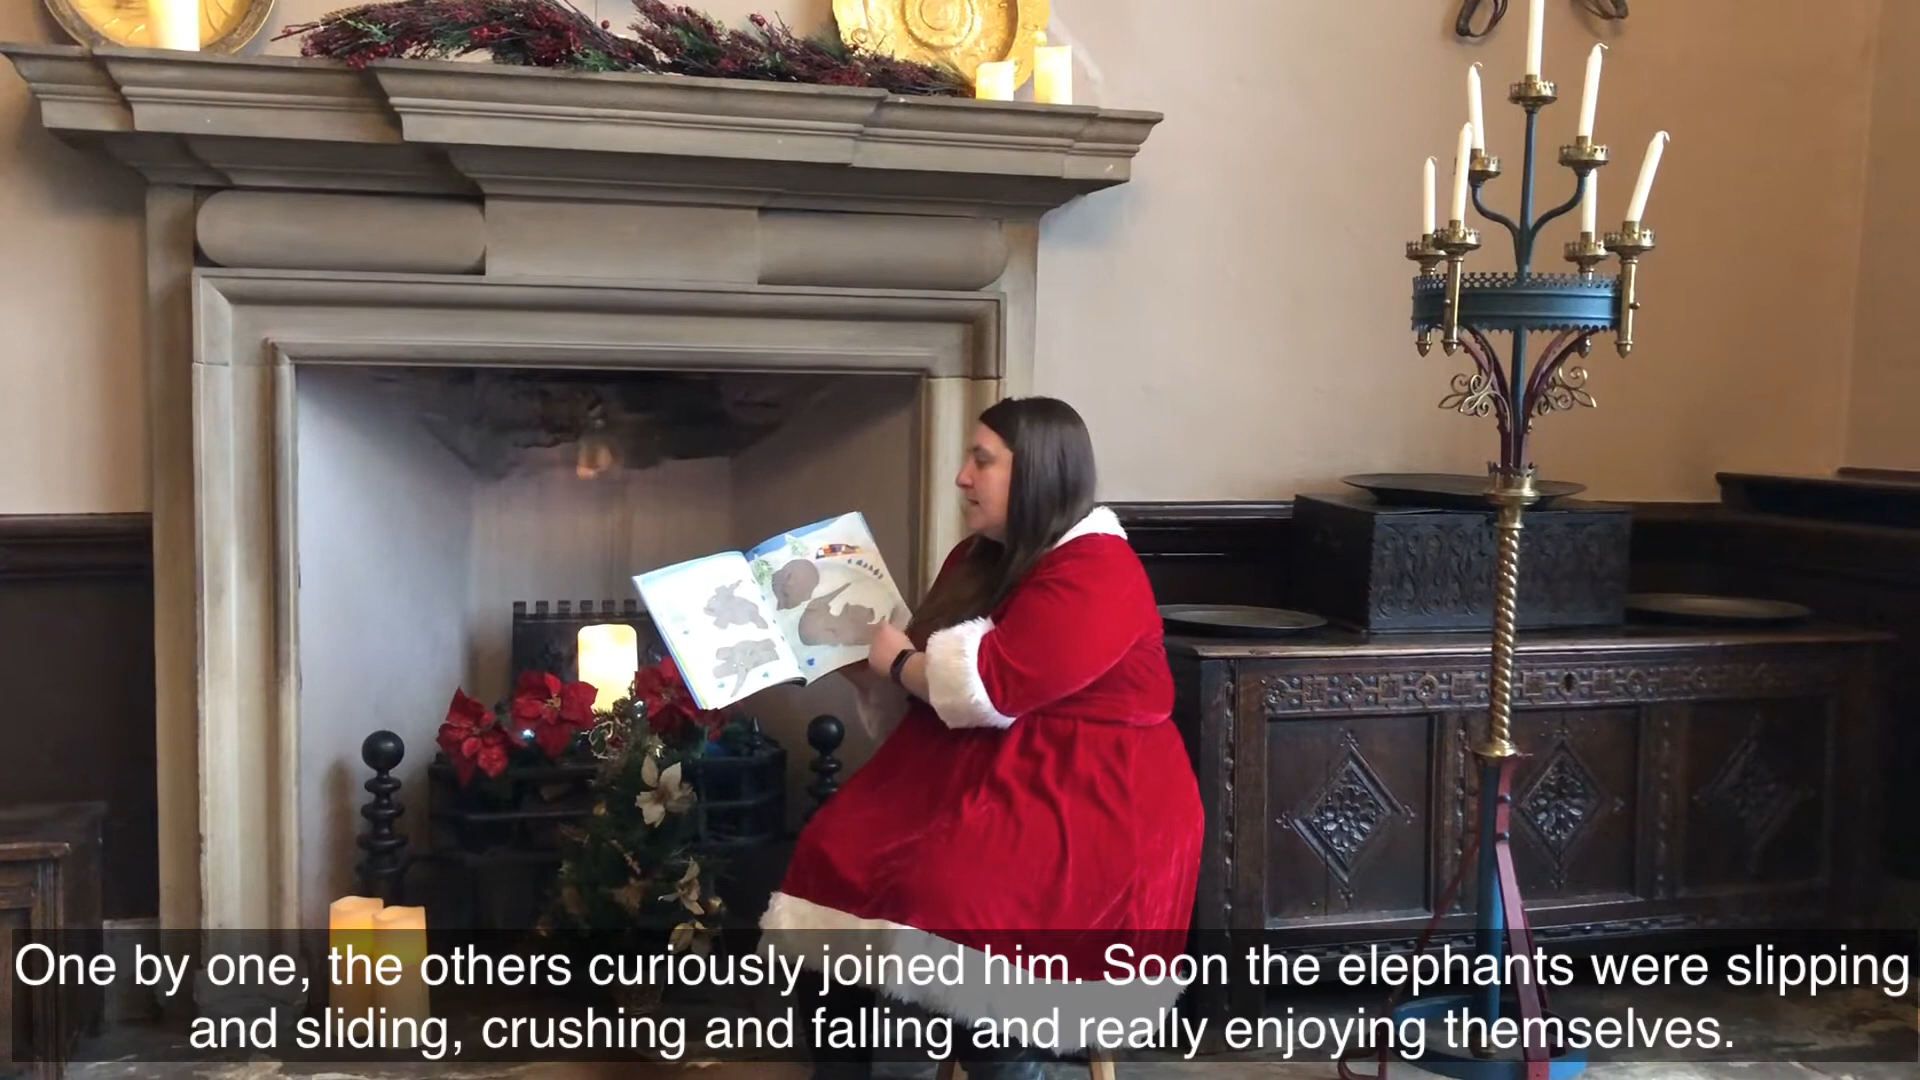 One by one, the others curiously joined him. Soon the elephants were slipping
and sliding, crushing and falling and really enjoying themselves.